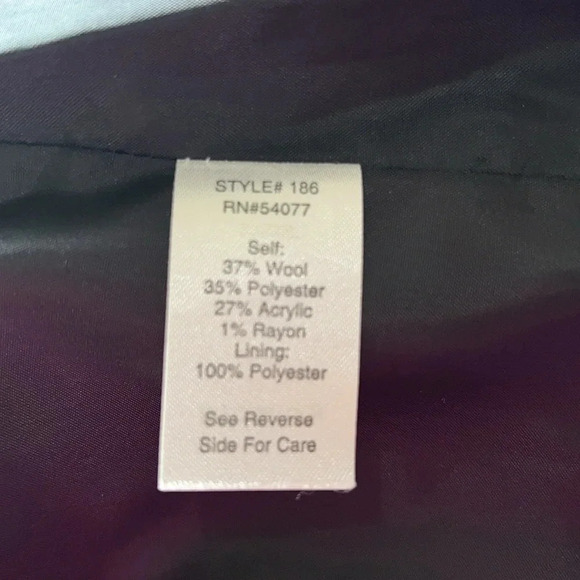 STYLE# 186
RN#54077
Self:
37% Wool
35% Polyester
27% Acrylic
1% Rayon
Lining:
100% Polyester
See Reverse
Side For Care